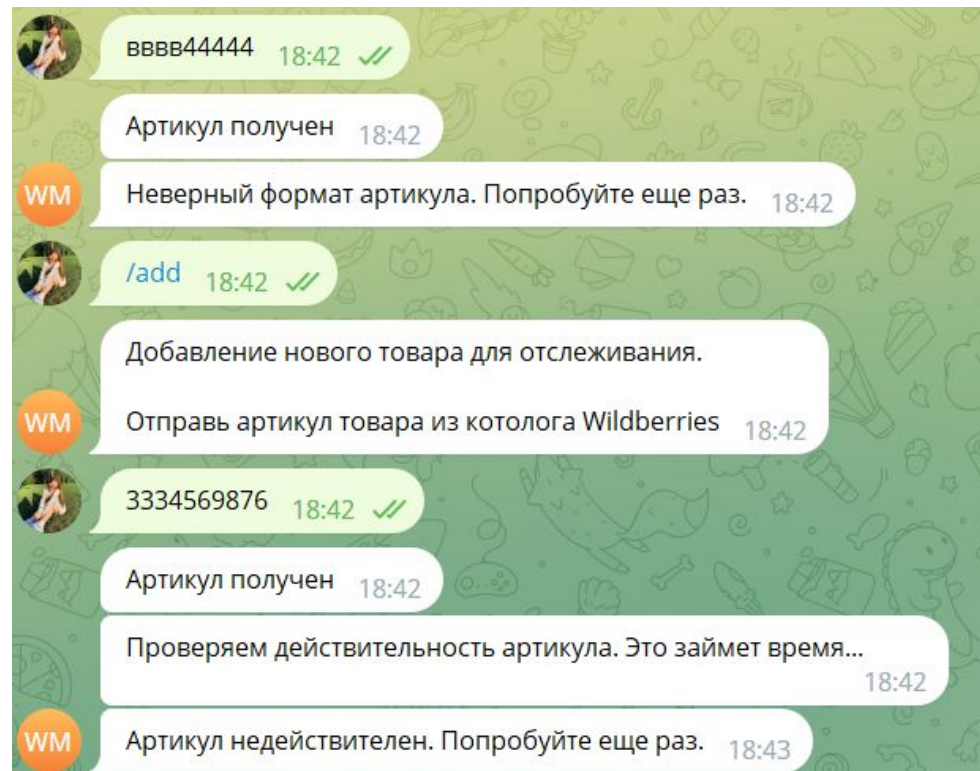 вввв44444 18:42
Артикул получен 18:42
WM
Неверный формат артикула. Попробуйте еще раз. 18:42
/add 18:42
Добавление нового товара для отслеживания.
WM
Отправь артикул товара из котолога Wildberries 18:42
3334569876 18:42
Артикул получен 18:42
Проверяем действительность артикула. Это займет время...
18:42
WM
Артикул недействителен. Попробуйте еще раз. 18:43